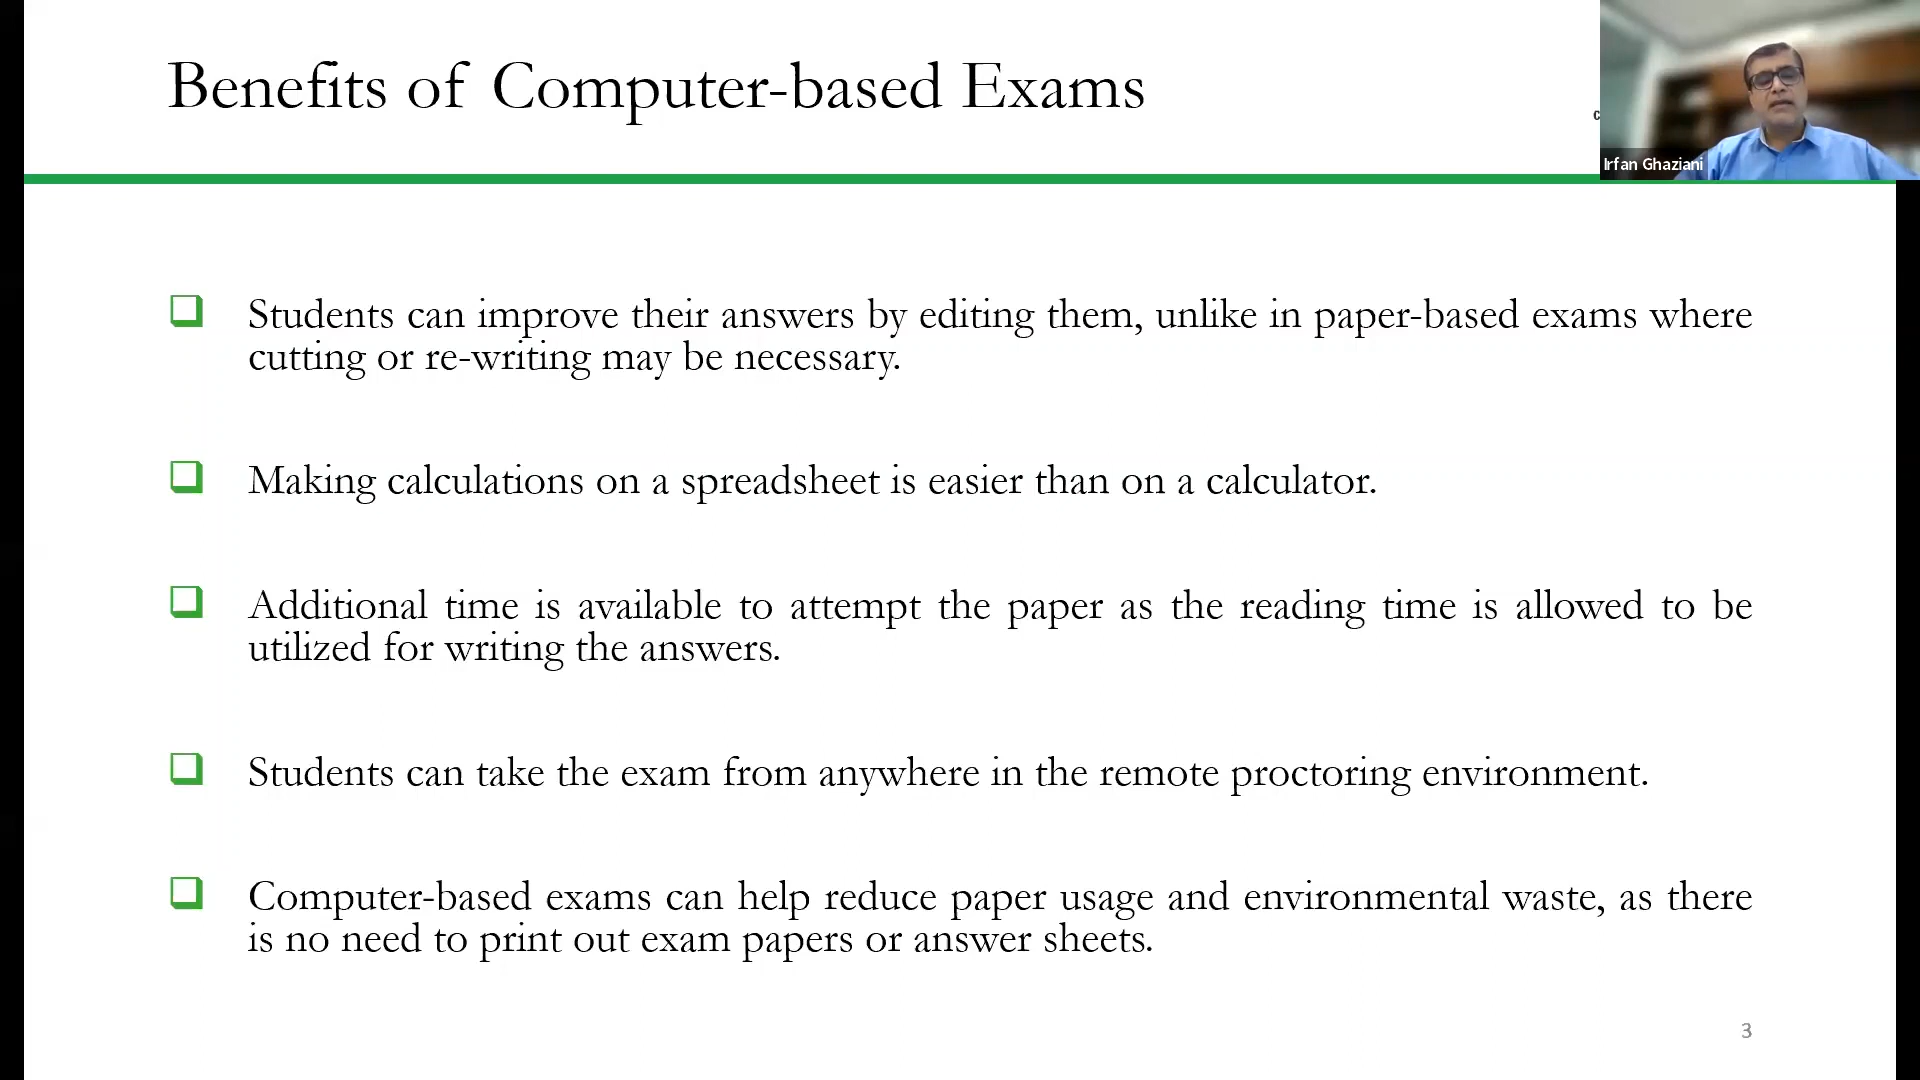 Benefits of Computer-based Exams
Irfan Ghaziani
Students can improve their answers by editing them, unlike in paper-based exams where
cutting or re-writing may be necessary.
Making calculations on a spreadsheet is easier than on a calculator.
Additional time is available to attempt the paper as the reading time is allowed to be
utilized for writing the answers.
Students can take the exam from anywhere in the remote proctoring environment.
Computer-based exams can help reduce paper usage and environmental waste, as there
is no need to print out exam papers or answer sheets.
3